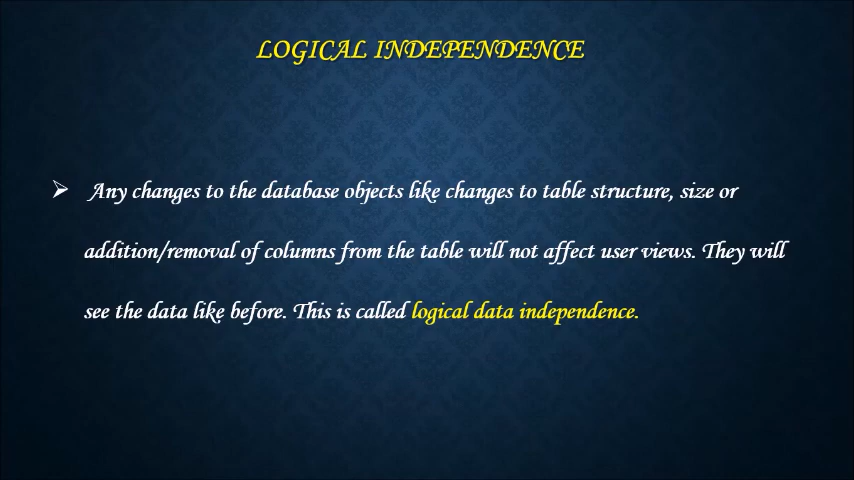 LOGICAL INDEPENDENCE
➢ Any changes to the database objects like changes to table structure, size or
addition/removal of columns from the table will not affect user views. They will
see the data like before. This is called logical data independence.